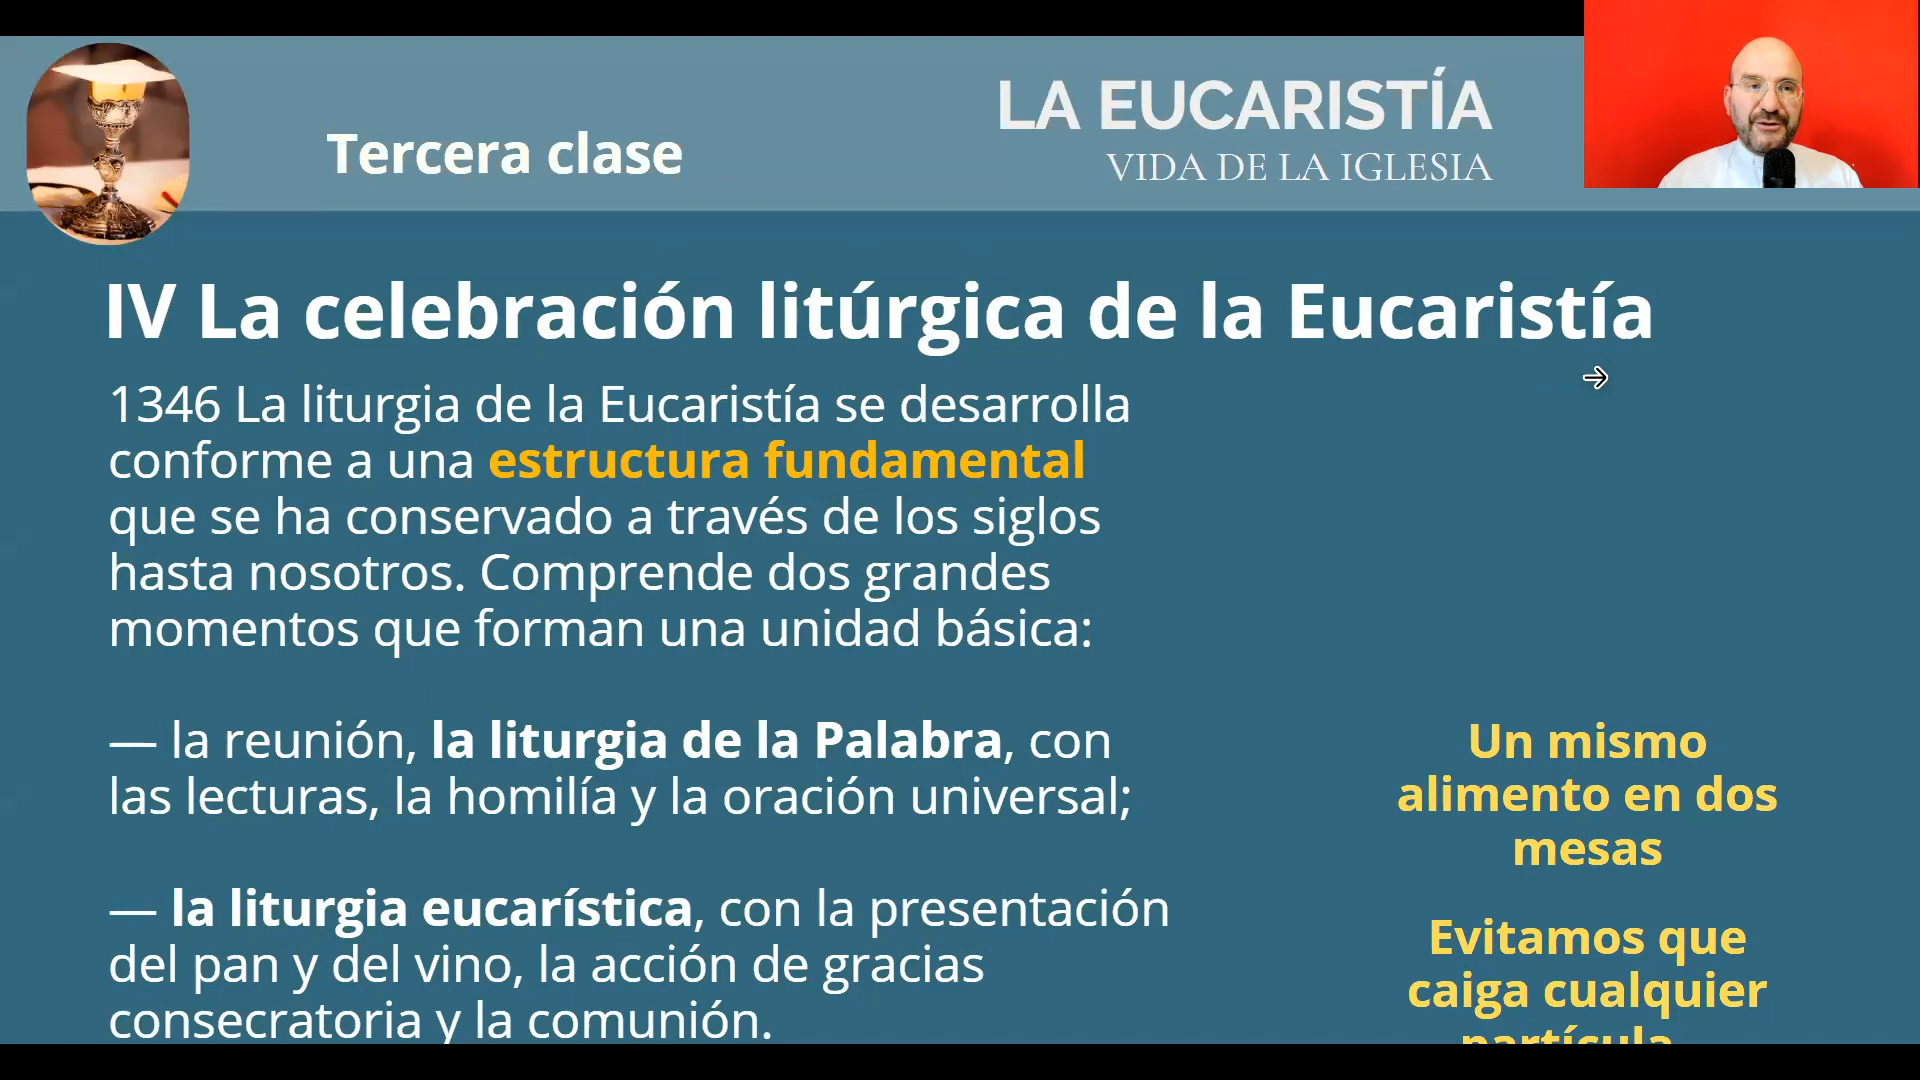 Tercera clase
LA EUCARISTÍA
VIDA DE LA IGLESIA
IV La celebración litúrgica de la Eucaristía
1346 La liturgia de la Eucaristía se desarrolla
conforme a una estructura fundamental
que se ha conservado a través de los siglos
hasta nosotros. Comprende dos grandes
momentos que forman una unidad básica:
— la reunión, la liturgia de la Palabra, con
las lecturas, la homilía y la oración universal;
— la liturgia eucarística, con la presentación
del pan y del vino, la acción de gracias
consecratoria y la comunión.
Un mismo
alimento en dos
mesas
Evitamos que
caiga cualquier
partícula